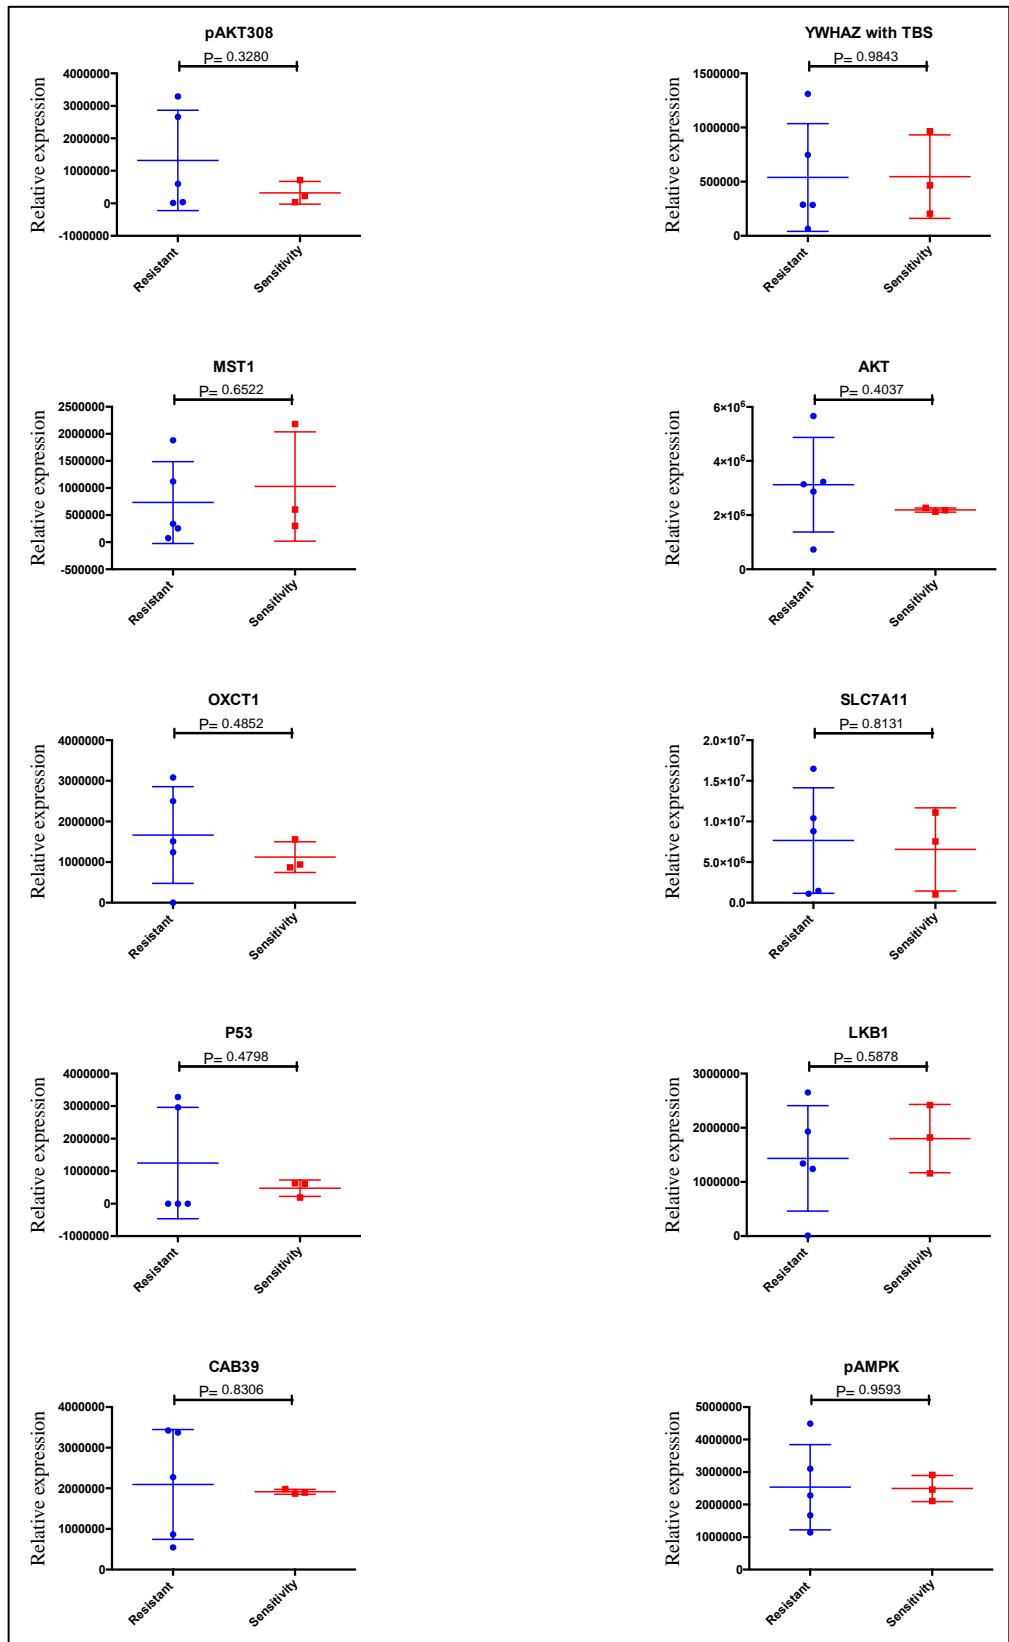 pAKT308
P= 0.3280
Relative expression
4000000
3000000
2000000
1000000
0
-1000000
Resistant
Sensitivity
YWHAZ with TBS
P= 0.9843
Relative expression
1500000
1000000
500000
0
Resistant
Sensitivity
MST1
P= 0.6522
Relative expression
2500000
2000000
1500000
1000000
500000
0
-500000
Resistant
Sensitivity
AKT
P= 0.4037
Relative expression
6×10⁶
4×10⁶
2×10⁶
0
Resistant
Sensitivity
OXCT1
P= 0.4852
Relative expression
4000000
3000000
2000000
1000000
0
Resistant
Sensitivity
SLC7A11
P= 0.8131
Relative expression
2.0×10⁷
1.5×10⁷
1.0×10⁷
5.0×10⁶
0.0
Resistant
Sensitivity
P53
P= 0.4798
Relative expression
4000000
3000000
2000000
1000000
0
-1000000
Resistant
Sensitivity
LKB1
P= 0.5878
Relative expression
3000000
2000000
1000000
0
Resistant
Sensitivity
CAB39
P= 0.8306
Relative expression
4000000
3000000
2000000
1000000
0
Resistant
Sensitivity
pAMPK
P= 0.9593
Relative expression
5000000
4000000
3000000
2000000
1000000
0
Resistant
Sensitivity